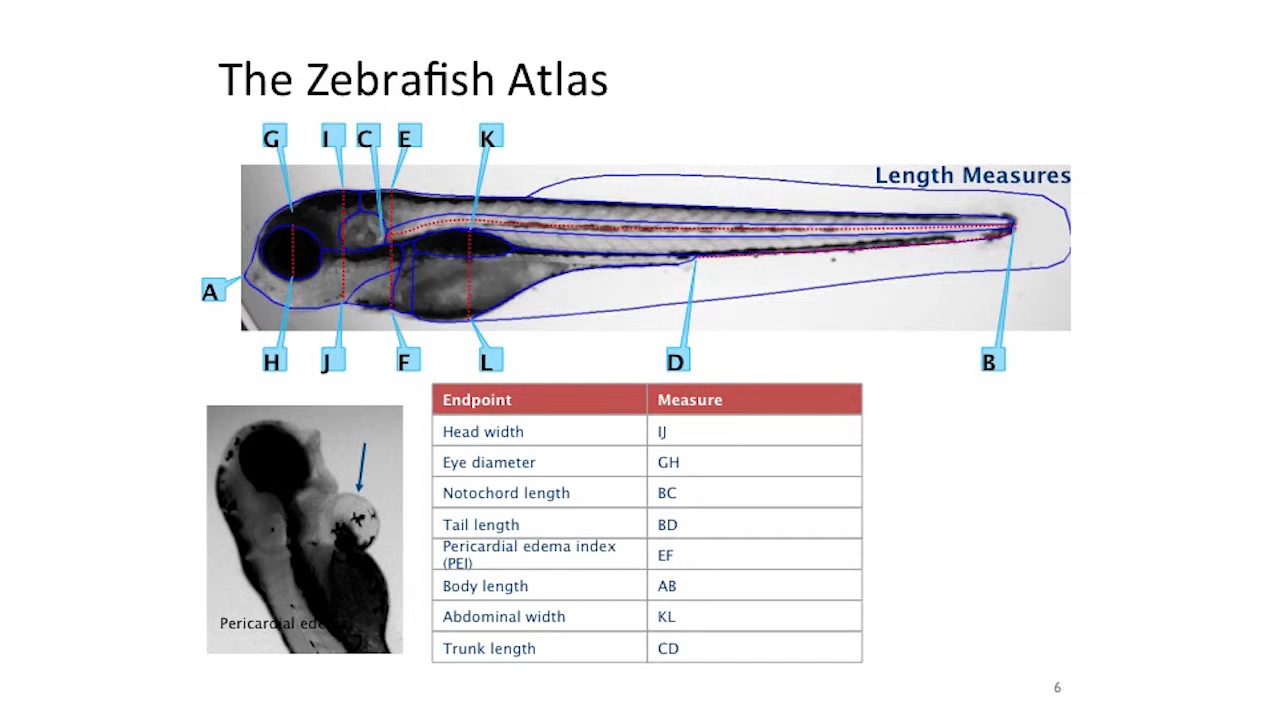 The Zebrafish Atlas
G I C E K
Length Measures
A
H J F L D B
Endpoint Measure
Head width IJ
Eye diameter GH
Notochord length BC
Tail length BD
Pericardial edema index
(PEI) EF
Body length AB
Abdominal width KL
Trunk length CD
Pericardial ede
6